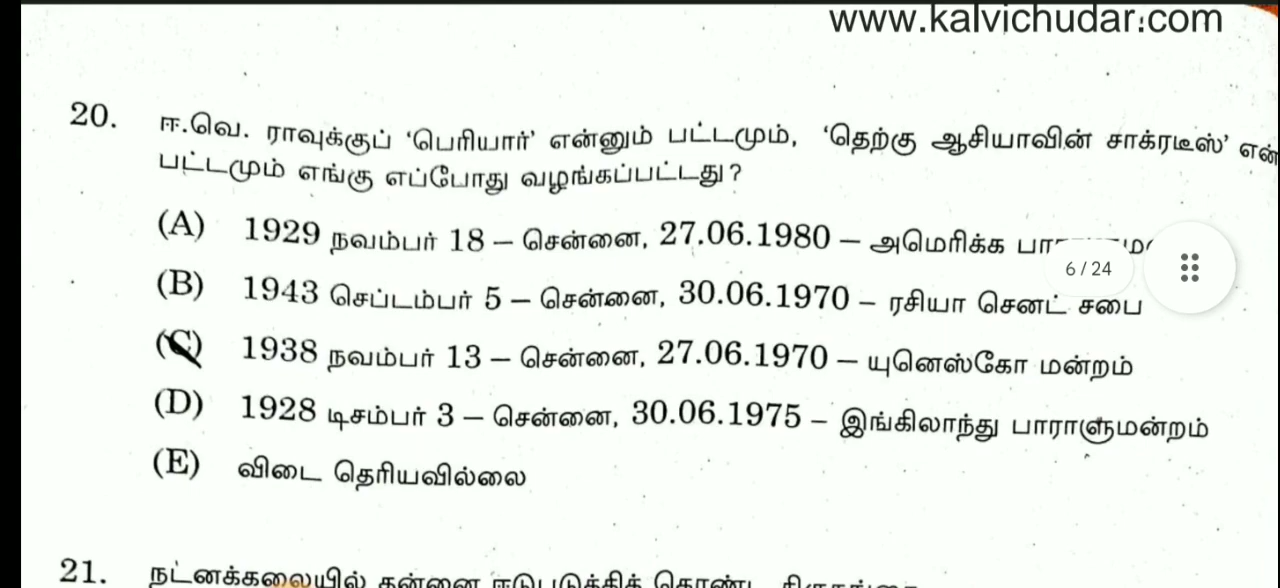 www.kalvichudar.com
20. ஈ.வெ. ராவுக்குப் ‘பெரியார்’ என்னும் பட்டமும், ‘தெற்கு ஆசியாவின் சாக்ரடீஸ்’
பட்டமும் எங்கு எப்போது வழங்கப்பட்டது?
(A) 1929 நவம்பர் 18 – சென்னை, 27.06.1980 – அமெரிக்க
6 / 24
(B) 1943 செப்டம்பர் 5 – சென்னை, 30.06.1970 – ரசியா செனட் சபை
(C) 1938 நவம்பர் 13 – சென்னை, 27.06.1970 – யுனெஸ்கோ மன்றம்
(D) 1928 டிசம்பர் 3 – சென்னை, 30.06.1975 – இங்கிலாந்து பாராளுமன்றம்
(E) விடை தெரியவில்லை
21. நடனக்கலையில் தன்னை